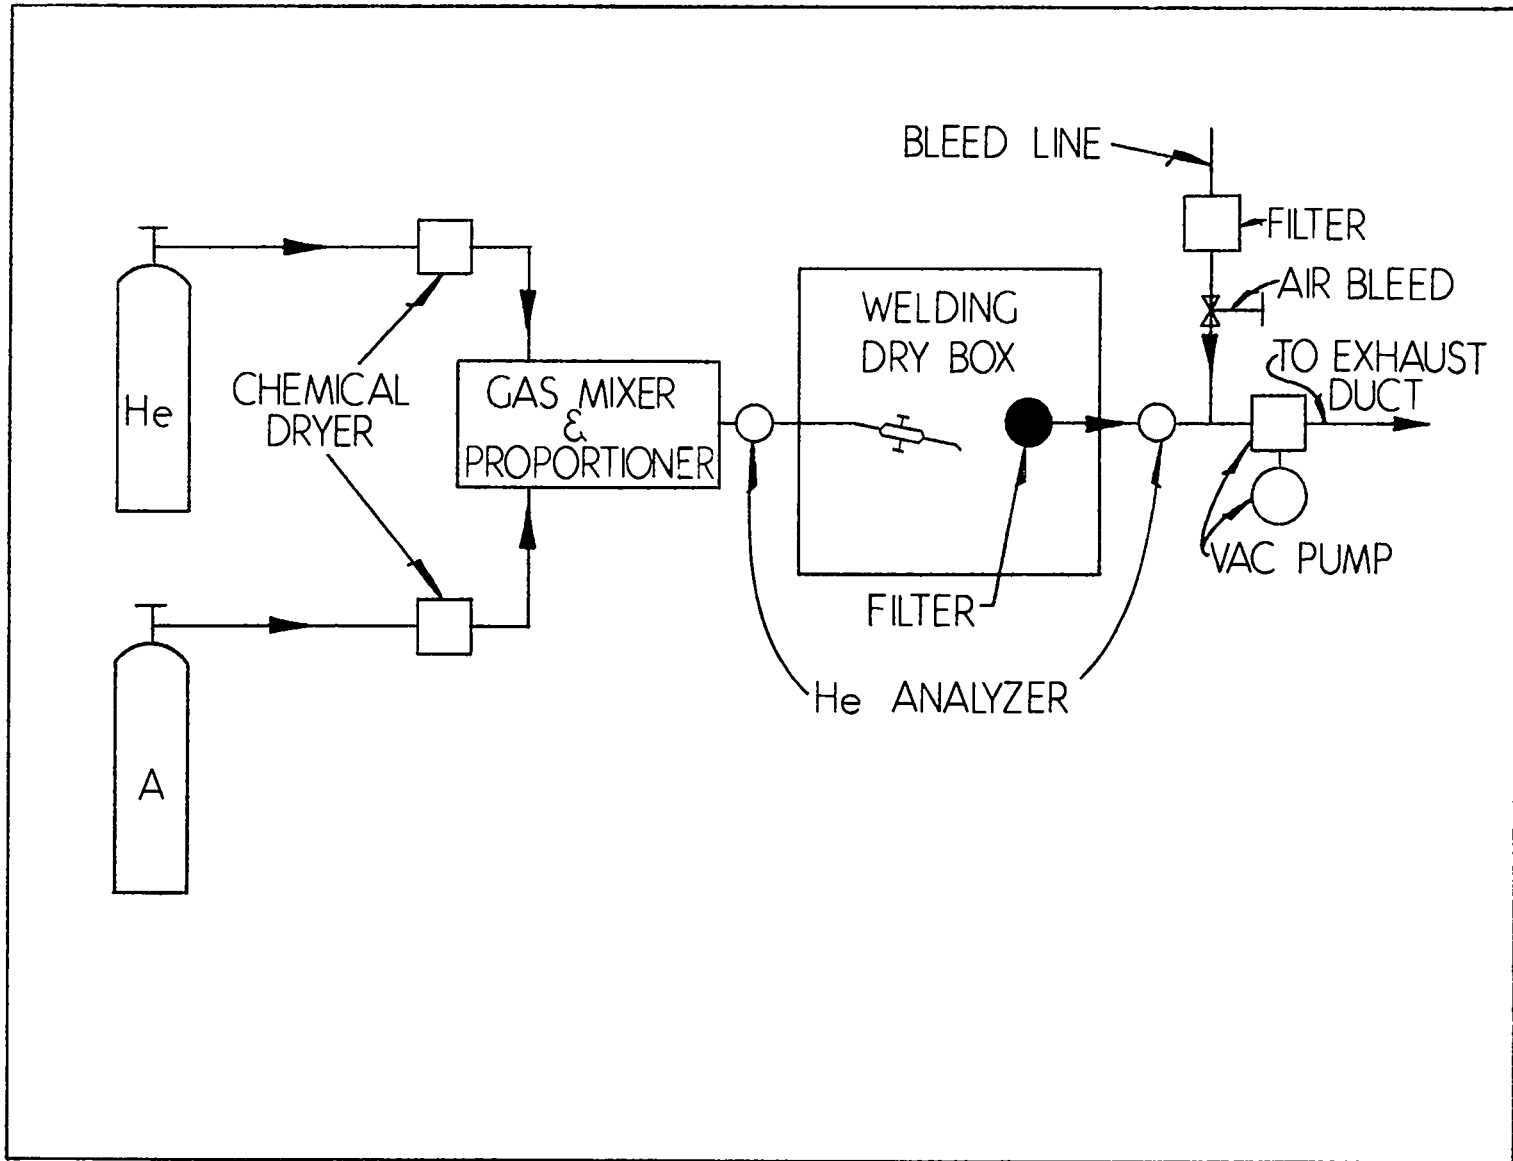 BLEED LINE
FILTER
AIR BLEED
TO EXHAUST
DUCT
WELDING
DRY BOX
He
CHEMICAL
DRYER
GAS MIXER
&
PROPORTIONER
VAC PUMP
FILTER
He ANALYZER
A